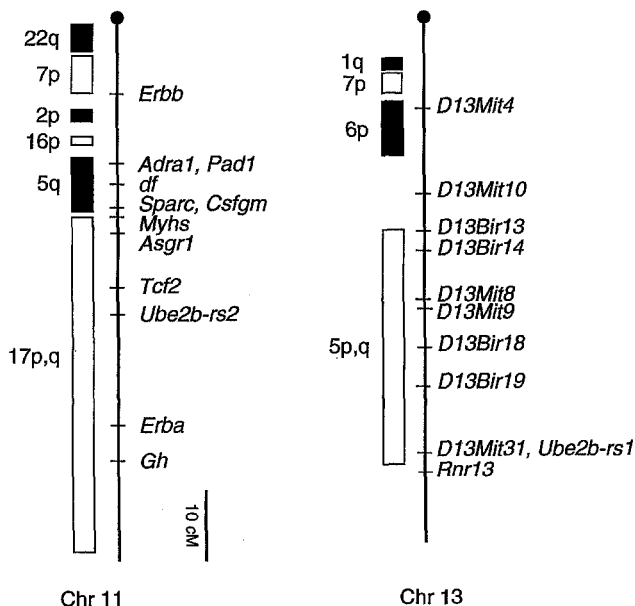 22q
7p
Erbb
2p
16p
Adra1, Pad1
5q
df
Sparc, Csfgm
Myhs
Asgr1
Tcf2
Ube2b-rs2
17p,q
Erba
Gh
10 cM
Chr 11
1q
7p
D13Mit4
6p
D13Mit10
D13Bir13
D13Bir14
D13Mit8
D13Mit9
5p,q
D13Bir18
D13Bir19
D13Mit31, Ube2b-rs1
Rnr13
Chr 13